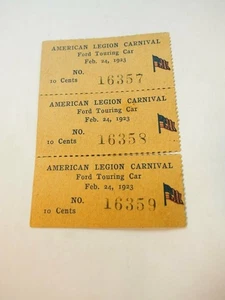 AMERICAN LEGION CARNIVAL
Ford Touring Car
Feb. 24, 1923
NO.
10 Cents 16357
AMERICAN LEGION CARNIVAL
Ford Touring Car
Feb. 24, 1923
NO.
10 Cents 16358
AMERICAN LEGION CARNIVAL
Ford Touring Car
Feb. 24, 1923
NO.
10 Cents 16359